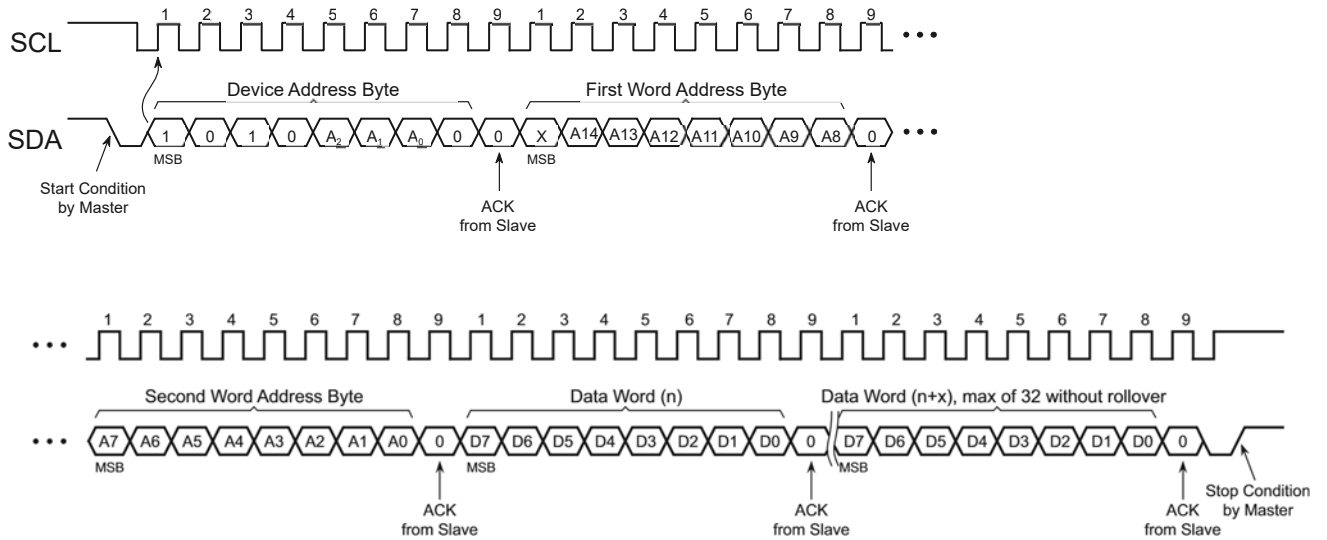 1 2 3 4 5 6 7 8 9 1 2 3 4 5 6 7 8 9
SCL
Device Address Byte First Word Address Byte
SDA 1 0 1 0 A2 A1 A0 0 0 X A14 A13 A12 A11 A10 A9 A8 0
MSB MSB
Start Condition
by Master
ACK
from Slave
ACK
from Slave
1 2 3 4 5 6 7 8 9 1 2 3 4 5 6 7 8 9 1 2 3 4 5 6 7 8 9
Second Word Address Byte Data Word (n) Data Word (n+x), max of 32 without rollover
A7 A6 A5 A4 A3 A2 A1 A0 0 D7 D6 D5 D4 D3 D2 D1 D0 0 D7 D6 D5 D4 D3 D2 D1 D0 0
MSB MSB MSB
ACK
from Slave
ACK
from Slave
ACK
from Slave
Stop Condition
by Master